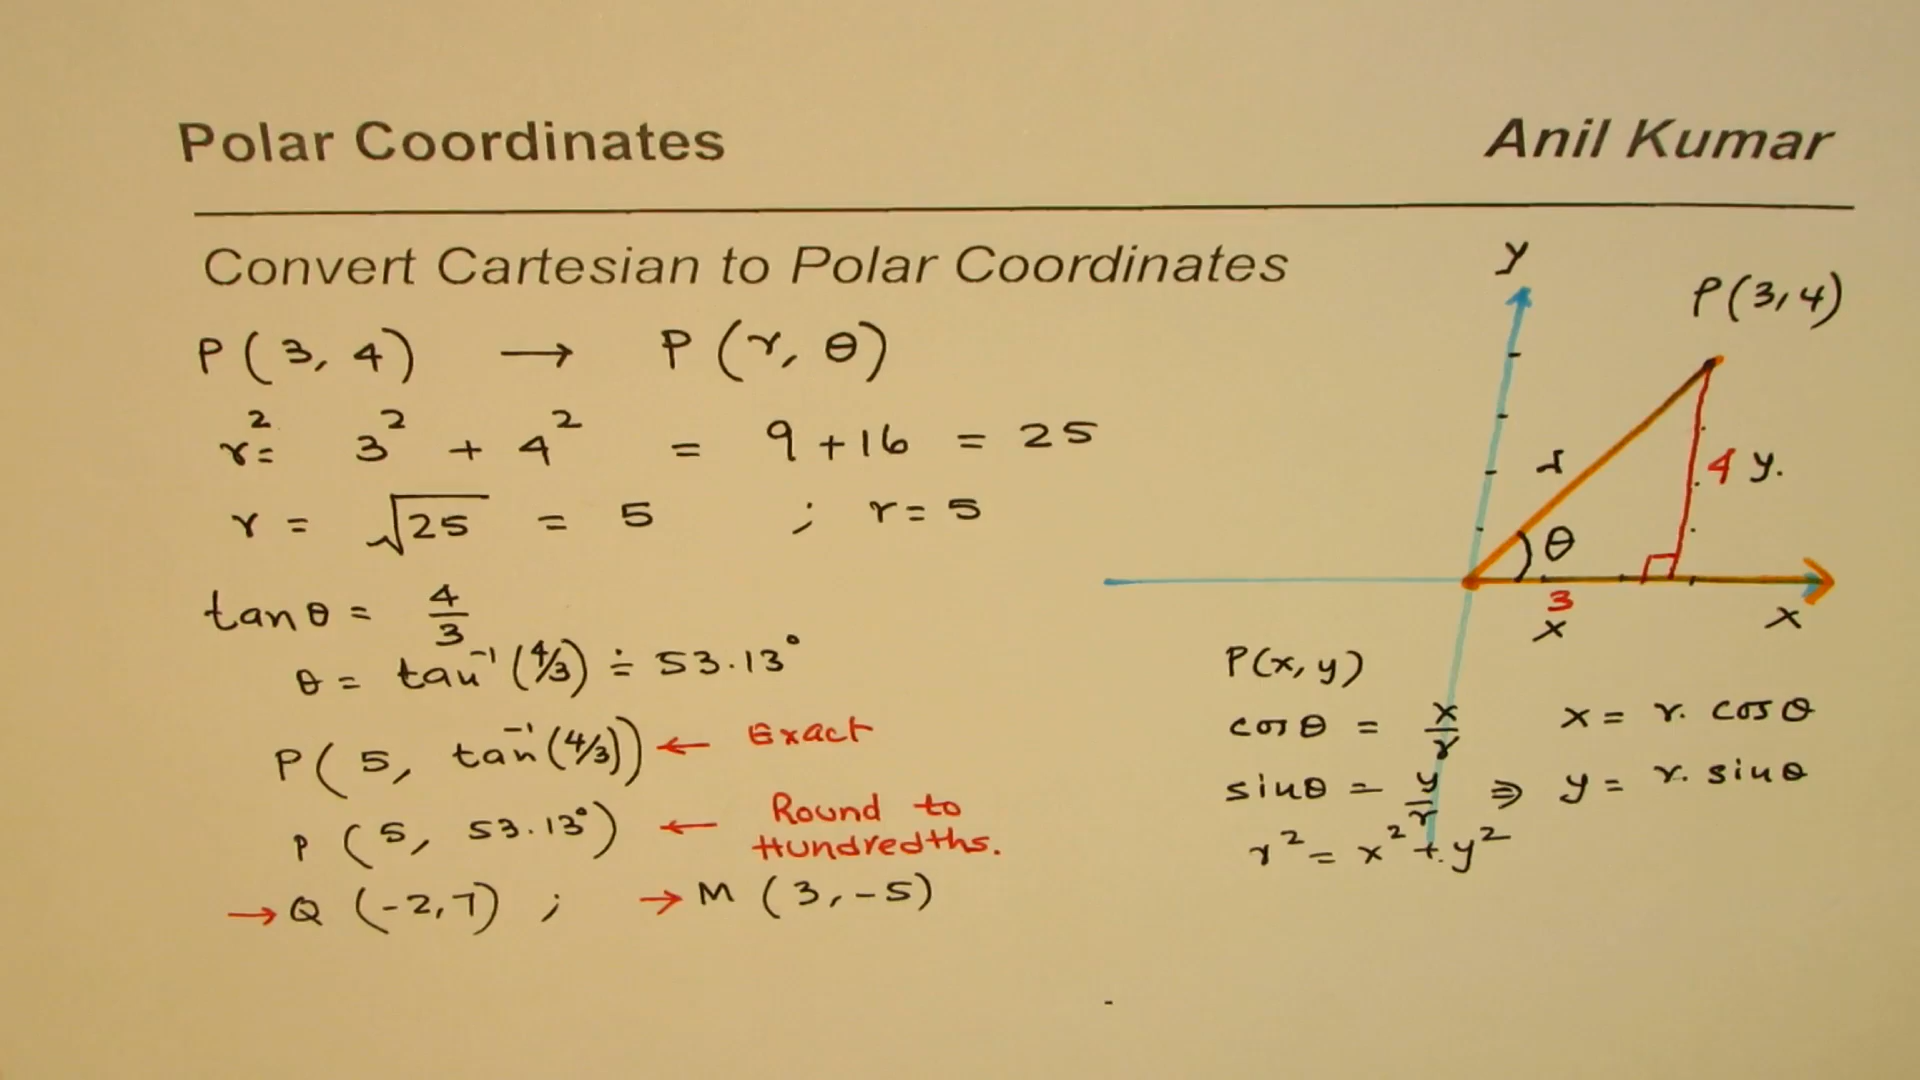 Polar Coordinates
Anil Kumar
Convert Cartesian to Polar Coordinates
P(3, 4) → P(r, θ)
r² = 3² + 4² = 9 + 16 = 25
r = √25 = 5 ; r = 5
tan θ = 4/3
θ = tan⁻¹(4/3) ≑ 53.13°
P(5, tan⁻¹(4/3)) ← Exact
P(5, 53.13°) ← Round to
Hundredths.
→ Q (-2,7) ; → M (3,-5)
y
P(3,4)
r
4 y.
θ
3
x
x
P(x, y)
cos θ = x/r x = r. cos θ
sin θ = y/r ⇒ y = r. sin θ
r² = x² + y²